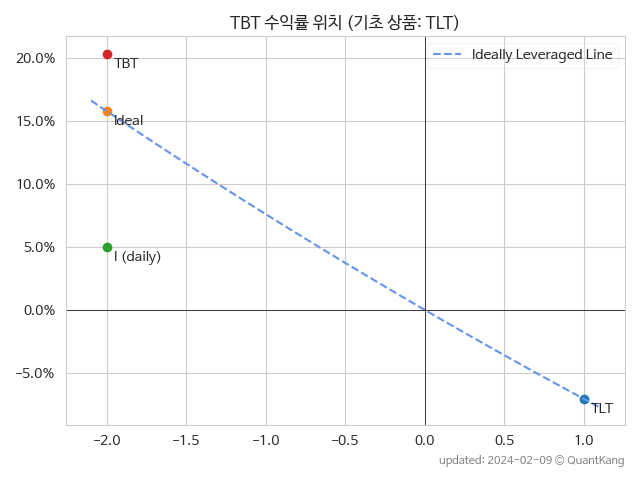 TBT 수익률 위치 (기초 상품: TLT)
Ideally Leveraged Line
20.0%
TBT
15.0%
Ideal
10.0%
5.0%
I (daily)
0.0%
−5.0%
TLT
−2.0 −1.5 −1.0 −0.5 0.0 0.5 1.0
updated: 2024-02-09 © QuantKang